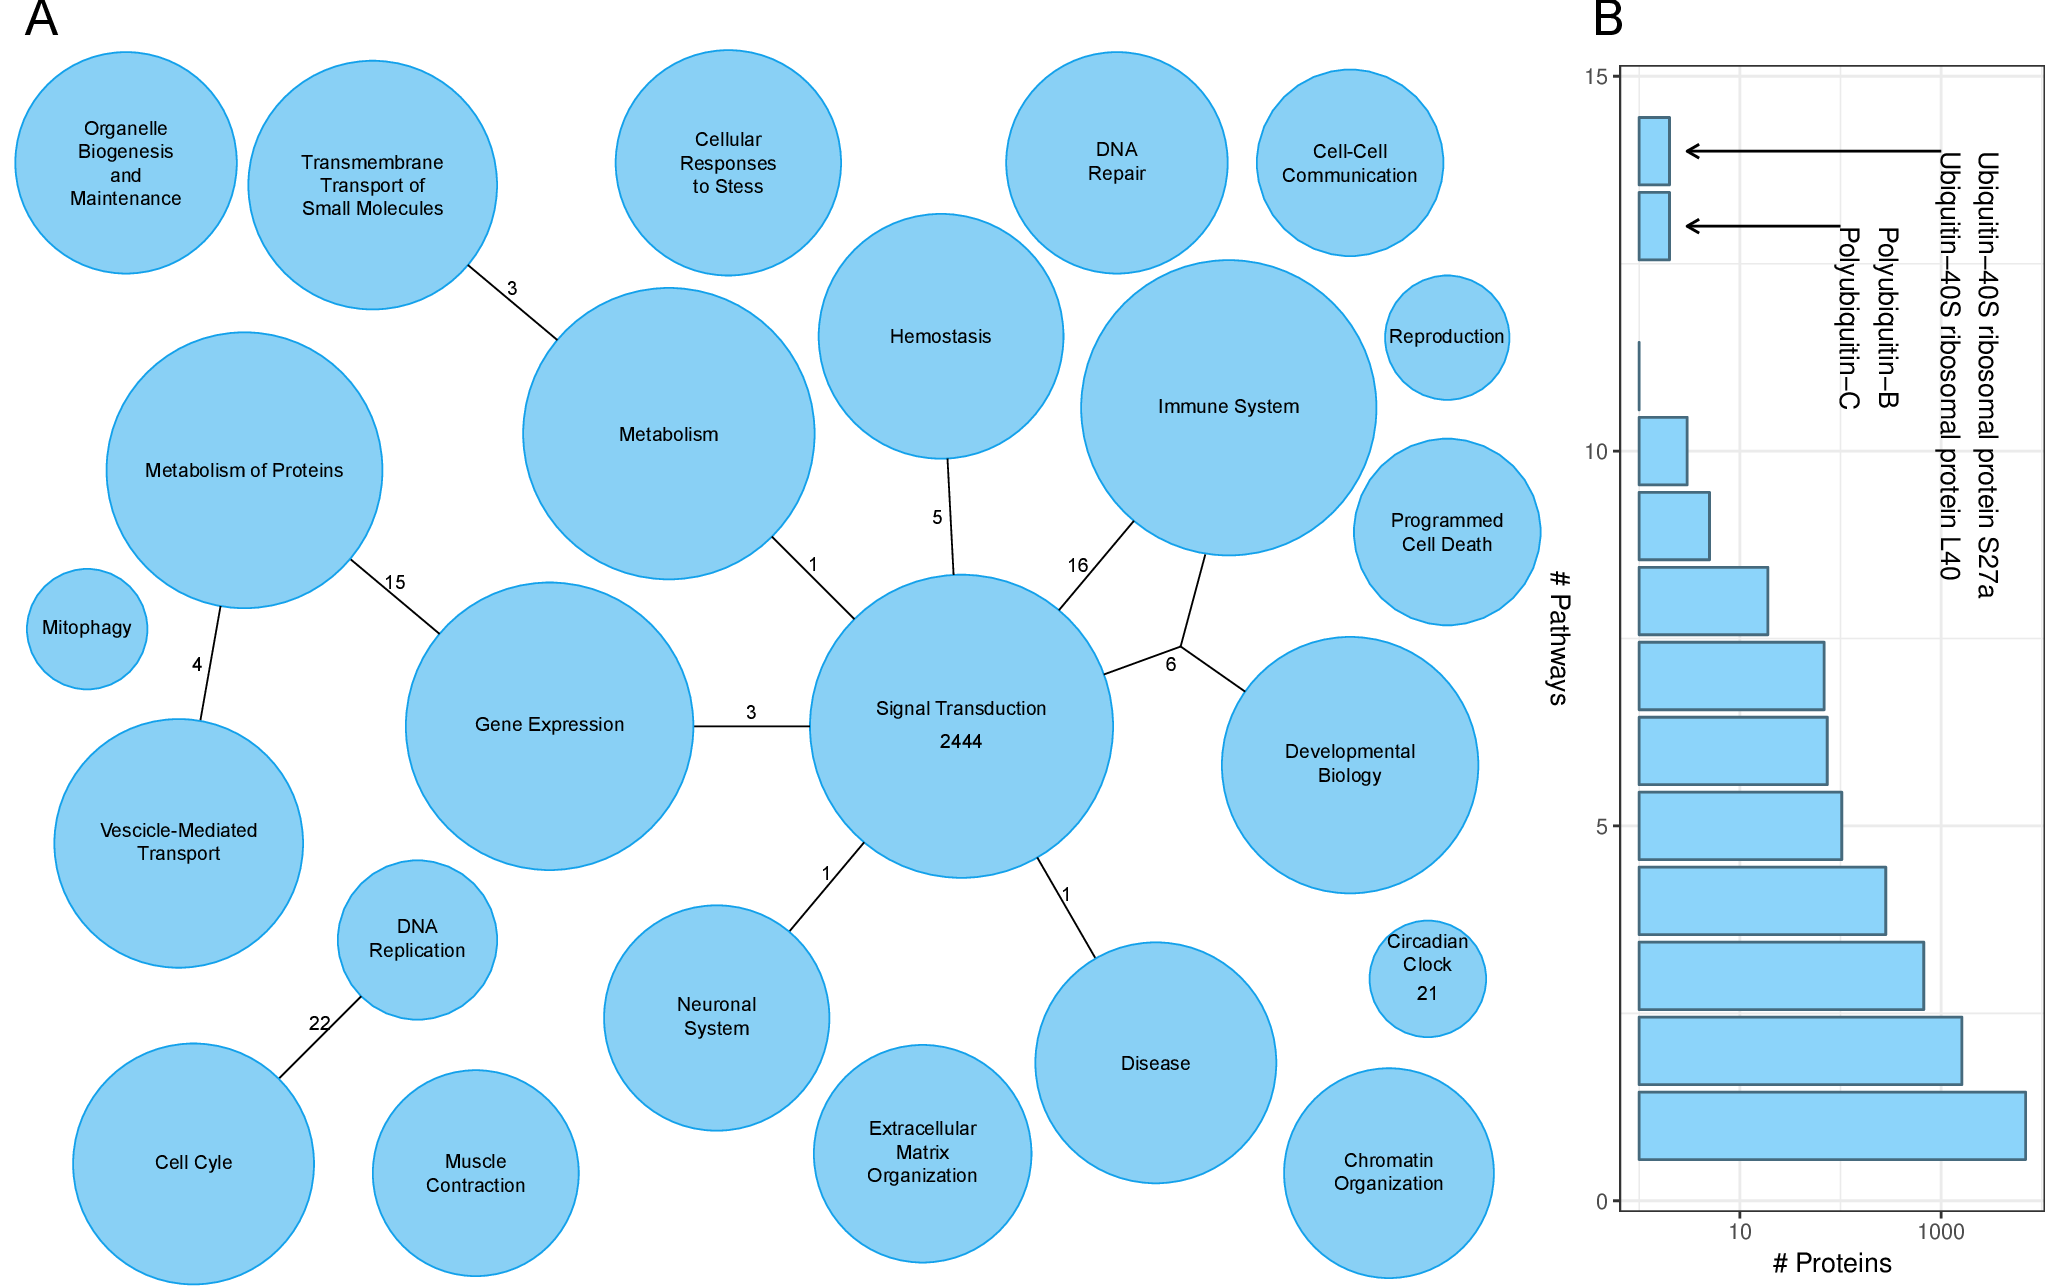 A
Organelle
Biogenesis
and
Maintenance
Transmembrane
Transport of
Small Molecules
Cellular
Responses
to Stess
DNA
Repair
Cell-Cell
Communication
3
Hemostasis
Reproduction
Metabolism
Immune System
Metabolism of Proteins
5
16
Programmed
Cell Death
1
15
Mitophagy
4
6
Gene Expression
3
Signal Transduction
2444
Developmental
Biology
Vescicle-Mediated
Transport
1
1
DNA
Replication
Circadian
Clock
21
22
Neuronal
System
Disease
Cell Cyle
Muscle
Contraction
Extracellular
Matrix
Organization
Chromatin
Organization
B
15
10
5
0
# Pathways
Ubiquitin–40S ribosomal protein S27a
Ubiquitin–40S ribosomal protein L40
Polyubiquitin–B
Polyubiquitin–C
10
1000
# Proteins